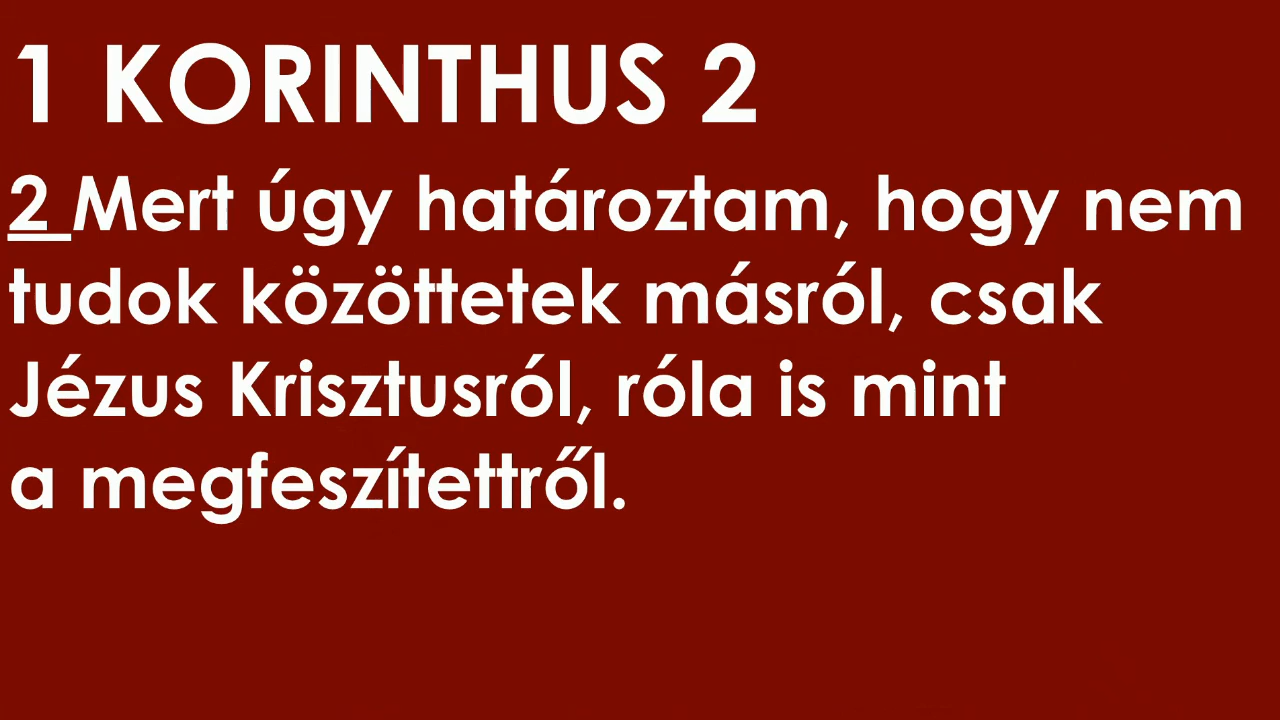 1 KORINTHUS 2
2 Mert úgy határoztam, hogy nem
tudok közöttetek másról, csak
Jézus Krisztusról, róla is mint
a megfeszítettről.